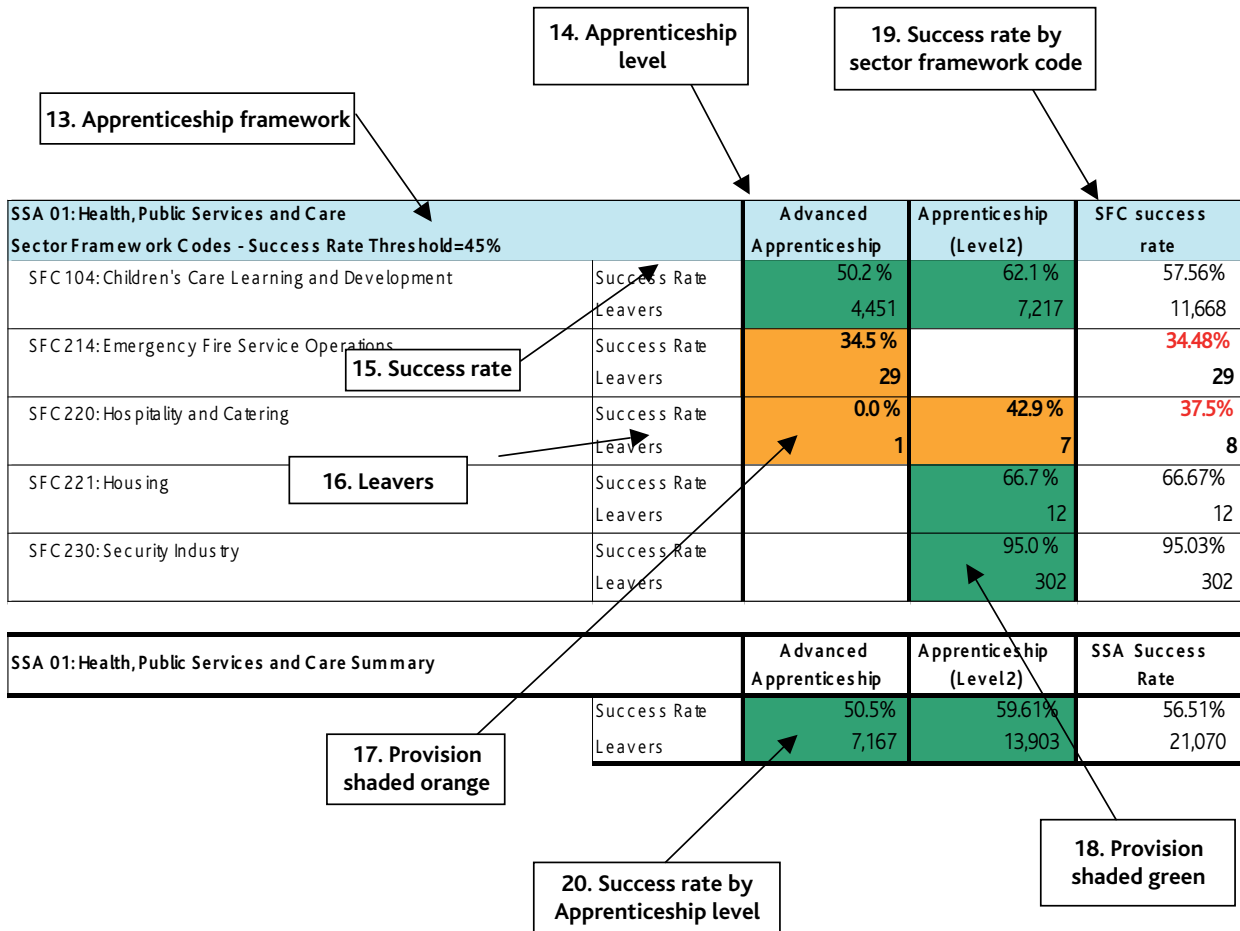 14. Apprenticeship
level
19. Success rate by
sector framework code
13. Apprenticeship framework
SSA 01: Health, Public Services and Care
Sector Framework Codes - Success Rate Threshold=45%
Advanced
Apprenticeship
Apprenticeship
(Level2)
SFC success
rate
SFC 104: Children's Care Learning and Development
Success Rate 50.2 % 62.1 % 57.56%
Leavers 4,451 7,217 11,668
SFC 214: Emergency Fire Service Operations
Success Rate 34.5 % 34.48%
Leavers 29 29
15. Success rate
SFC 220: Hospitality and Catering
Success Rate 0.0 % 42.9 % 37.5%
Leavers 1 7 8
16. Leavers
SFC 221: Housing
Success Rate 66.7 % 66.67%
Leavers 12 12
SFC 230: Security Industry
Success Rate 95.0 % 95.03%
Leavers 302 302
SSA 01: Health, Public Services and Care Summary
Advanced
Apprenticeship
Apprenticeship
(Level2)
SSA Success
Rate
Success Rate 50.5% 59.61% 56.51%
Leavers 7,167 13,903 21,070
17. Provision
shaded orange
18. Provision
shaded green
20. Success rate by
Apprenticeship level